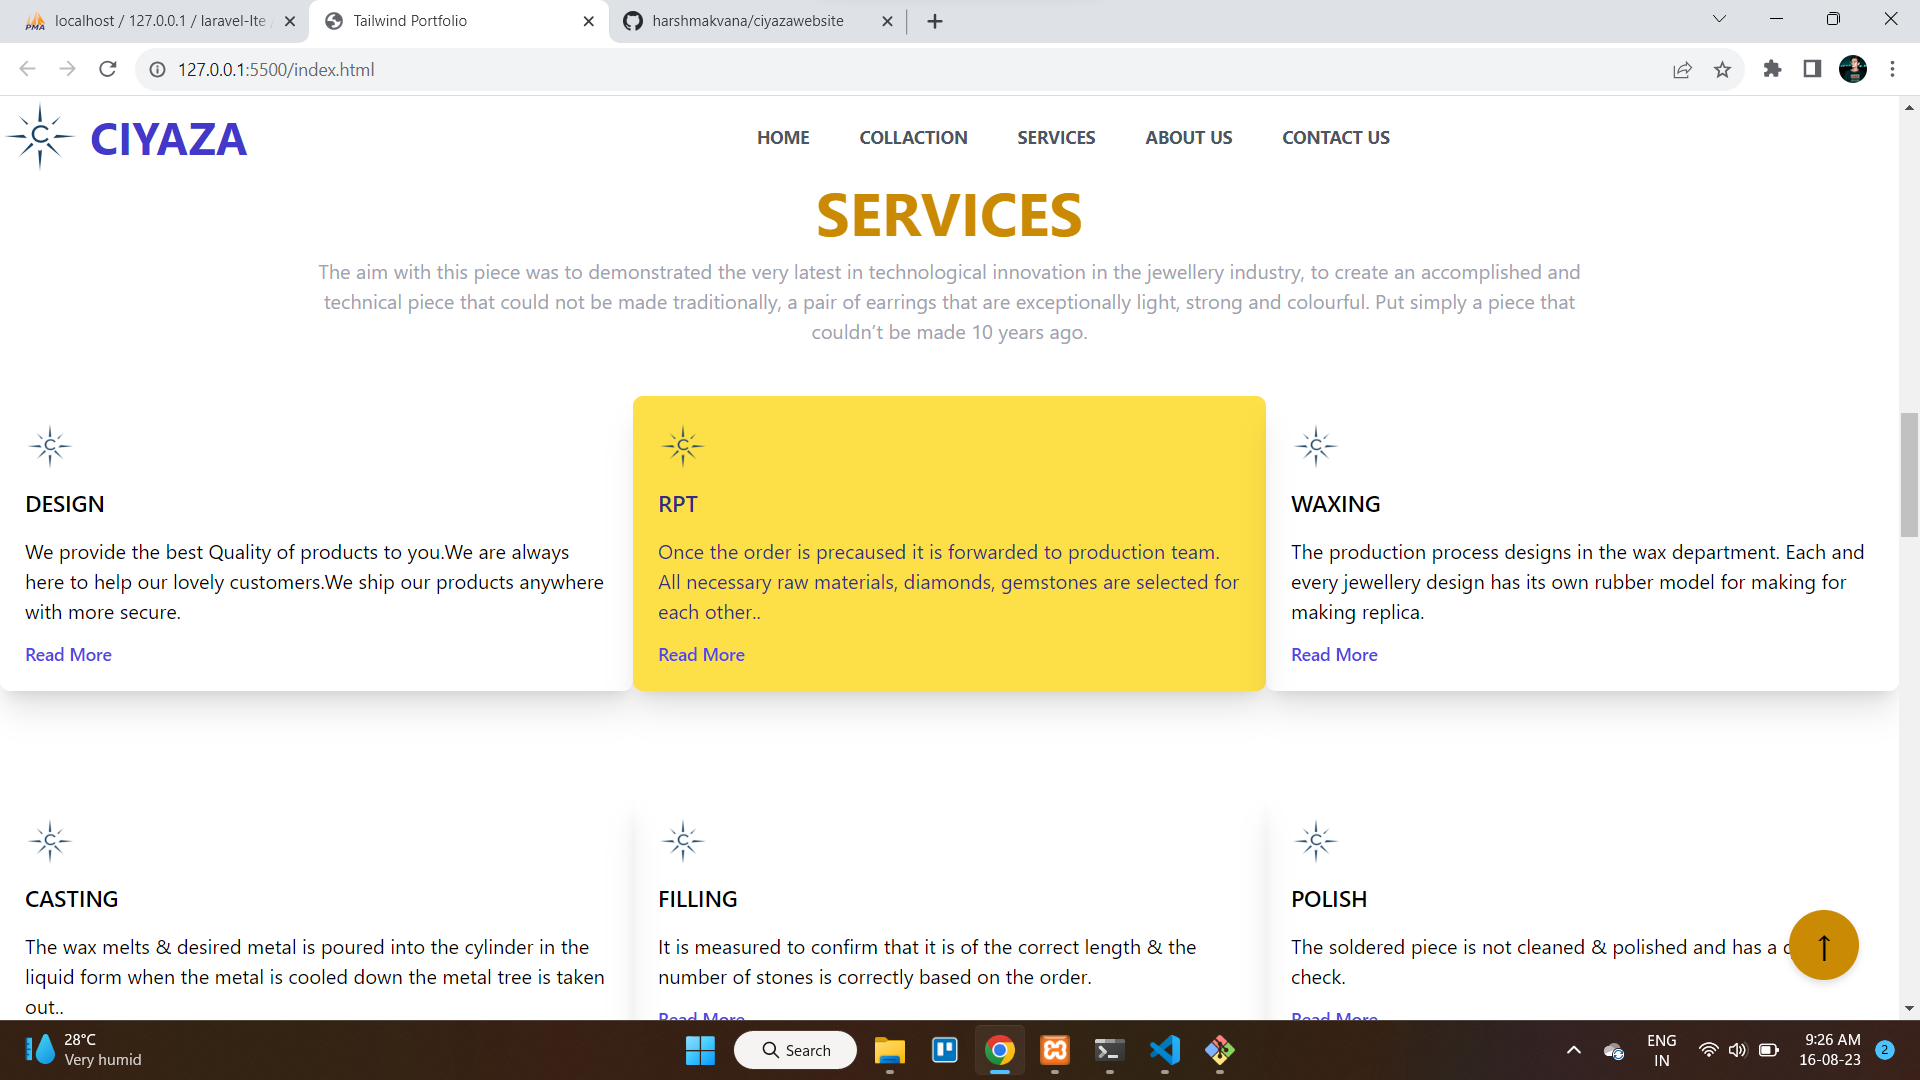 localhost / 127.0.0.1 / laravel-lte
Tailwind Portfolio
harshmakvana/ciyazawebsite
127.0.0.1:5500/index.html
C CIYAZA
HOME COLLACTION SERVICES ABOUT US CONTACT US
SERVICES
The aim with this piece was to demonstrated the very latest in technological innovation in the jewellery industry, to create an accomplished and
technical piece that could not be made traditionally, a pair of earrings that are exceptionally light, strong and colourful. Put simply a piece that
couldn’t be made 10 years ago.
C
DESIGN
We provide the best Quality of products to you.We are always
here to help our lovely customers.We ship our products anywhere
with more secure.
Read More
C
RPT
Once the order is precaused it is forwarded to production team.
All necessary raw materials, diamonds, gemstones are selected for
each other..
Read More
C
WAXING
The production process designs in the wax department. Each and
every jewellery design has its own rubber model for making for
making replica.
Read More
C
CASTING
The wax melts & desired metal is poured into the cylinder in the
liquid form when the metal is cooled down the metal tree is taken
out..
C
FILLING
It is measured to confirm that it is of the correct length & the
number of stones is correctly based on the order.
Read More
C
POLISH
The soldered piece is not cleaned & polished and has a
check.
Read More
↑
28°C
Very humid
Search
ENG
IN
9:26 AM
16-08-23
2